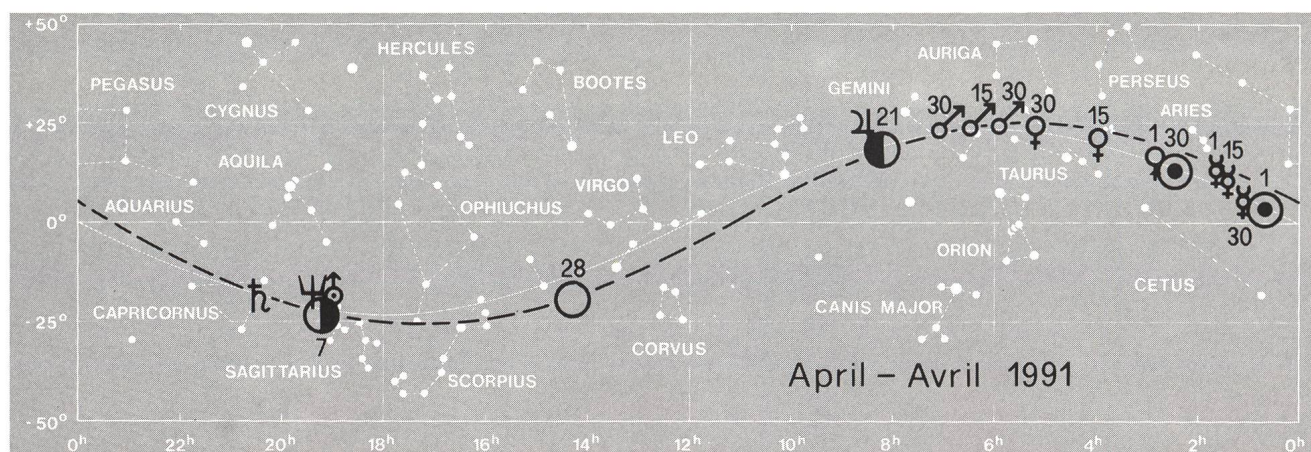 +50°
HERCULES
AURIGA
PEGASUS
BOOTES
GEMINI
PERSEUS
CYGNUS
+25°
♃ 21
30
15
30
30
15
ARIES
1
30
1
15
LEO
AQUILA
VIRGO
TAURUS
1
AQUARIUS
OPHIUCHUS
0°
30
ORION
28
CETUS
CAPRICORNUS
♄
♆
CANIS MAJOR
-25°
7
CORVUS
SAGITTARIUS
SCORPIUS
April – Avril 1991
-50°
0h 22h 20h 18h 16h 14h 12h 10h 8h 6h 4h 2h 0h